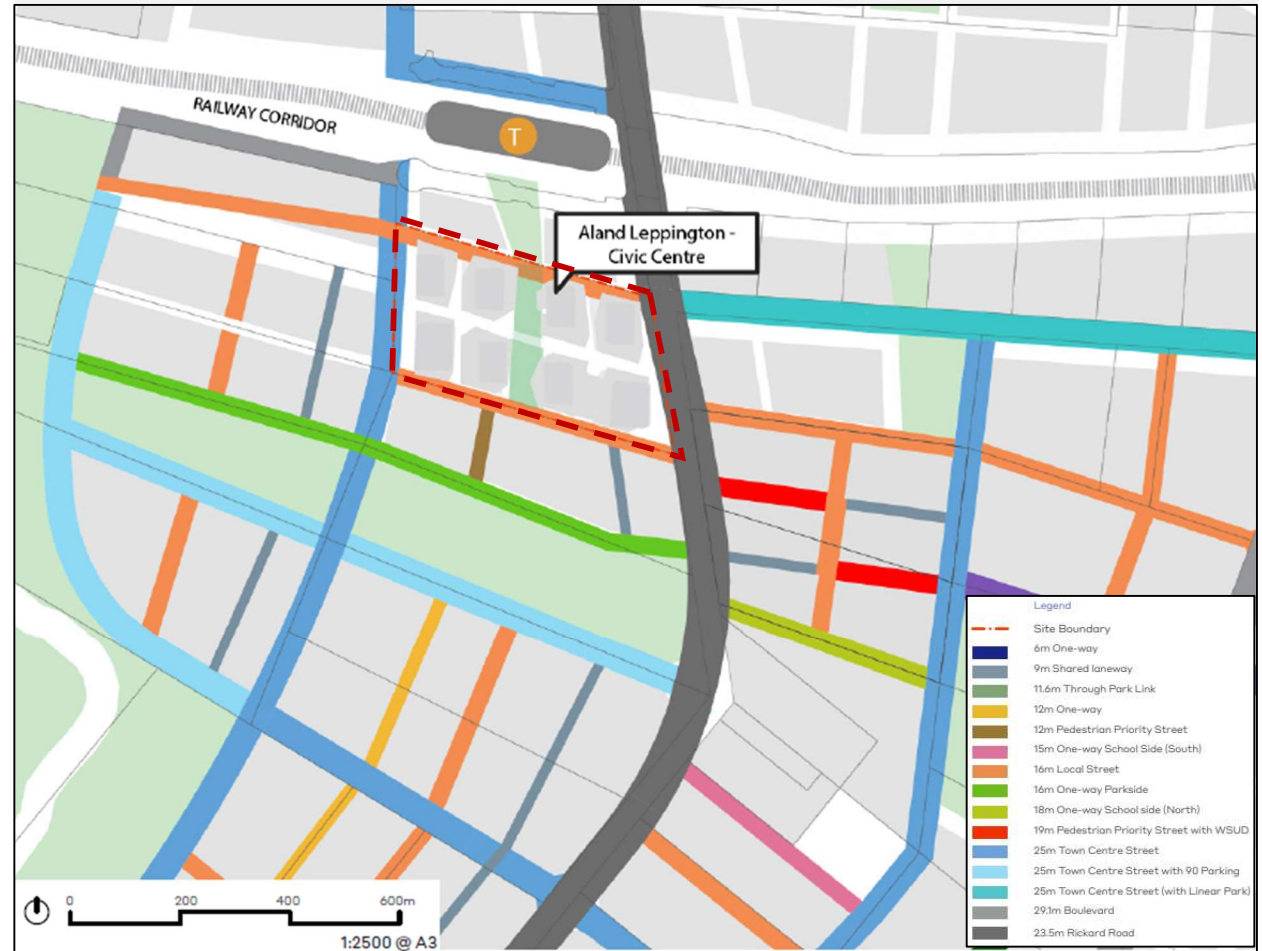 RAILWAY CORRIDOR
T
Aland Leppington -
Civic Centre
Legend
Site Boundary
6m One-way
9m Shared laneway
11.6m Through Park Link
12m One-way
12m Pedestrian Priority Street
15m One-way School Side (South)
16m Local Street
16m One-way Parkside
18m One-way School side (North)
19m Pedestrian Priority Street with WSUD
25m Town Centre Street
25m Town Centre Street with 90 Parking
25m Town Centre Street (with Linear Park)
29.1m Boulevard
23.5m Rickard Road
0 200 400 600m
1:2500 @ A3